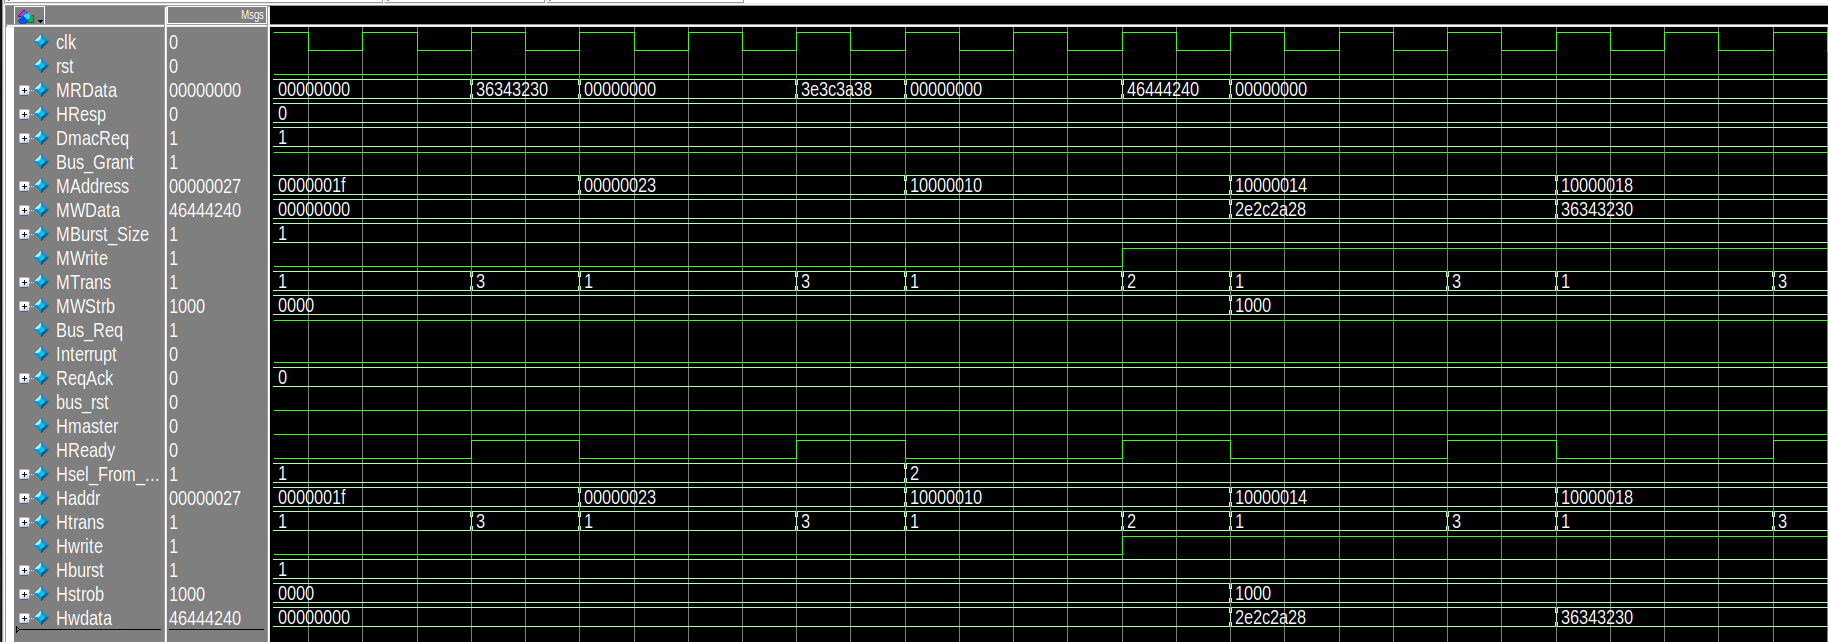 Msgs
clk 0
rst 0
MRData 00000000 00000000 36343230 00000000 3e3c3a38 00000000 46444240 00000000
HResp 0 0
DmacReq 1 1
Bus_Grant 1
MAddress 00000027 0000001f 00000023 10000010 10000014 10000018
MWData 46444240 00000000 2e2c2a28 36343230
MBurst_Size 1 1
MWrite 1
MTrans 1 1 3 1 3 1 2 1 3 1 3
MWStrb 1000 0000 1000
Bus_Req 1
Interrupt 0
ReqAck 0 0
bus_rst 0
Hmaster 0
HReady 0
Hsel_From_... 1 1 2
Haddr 00000027 0000001f 00000023 10000010 10000014 10000018
Htrans 1 1 3 1 3 1 2 1 3 1 3
Hwrite 1
Hburst 1 1
Hstrob 1000 0000 1000
Hwdata 46444240 00000000 2e2c2a28 36343230